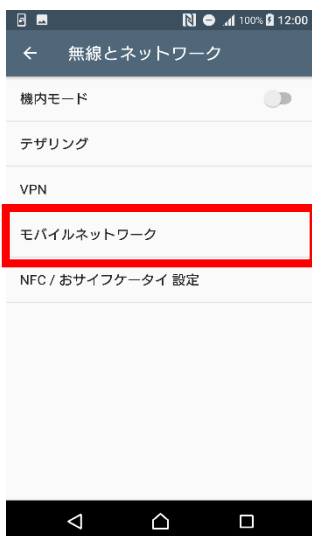 100% 12:00
無線とネットワーク
機内モード
テザリング
VPN
モバイルネットワーク
NFC / おサイフケータイ 設定